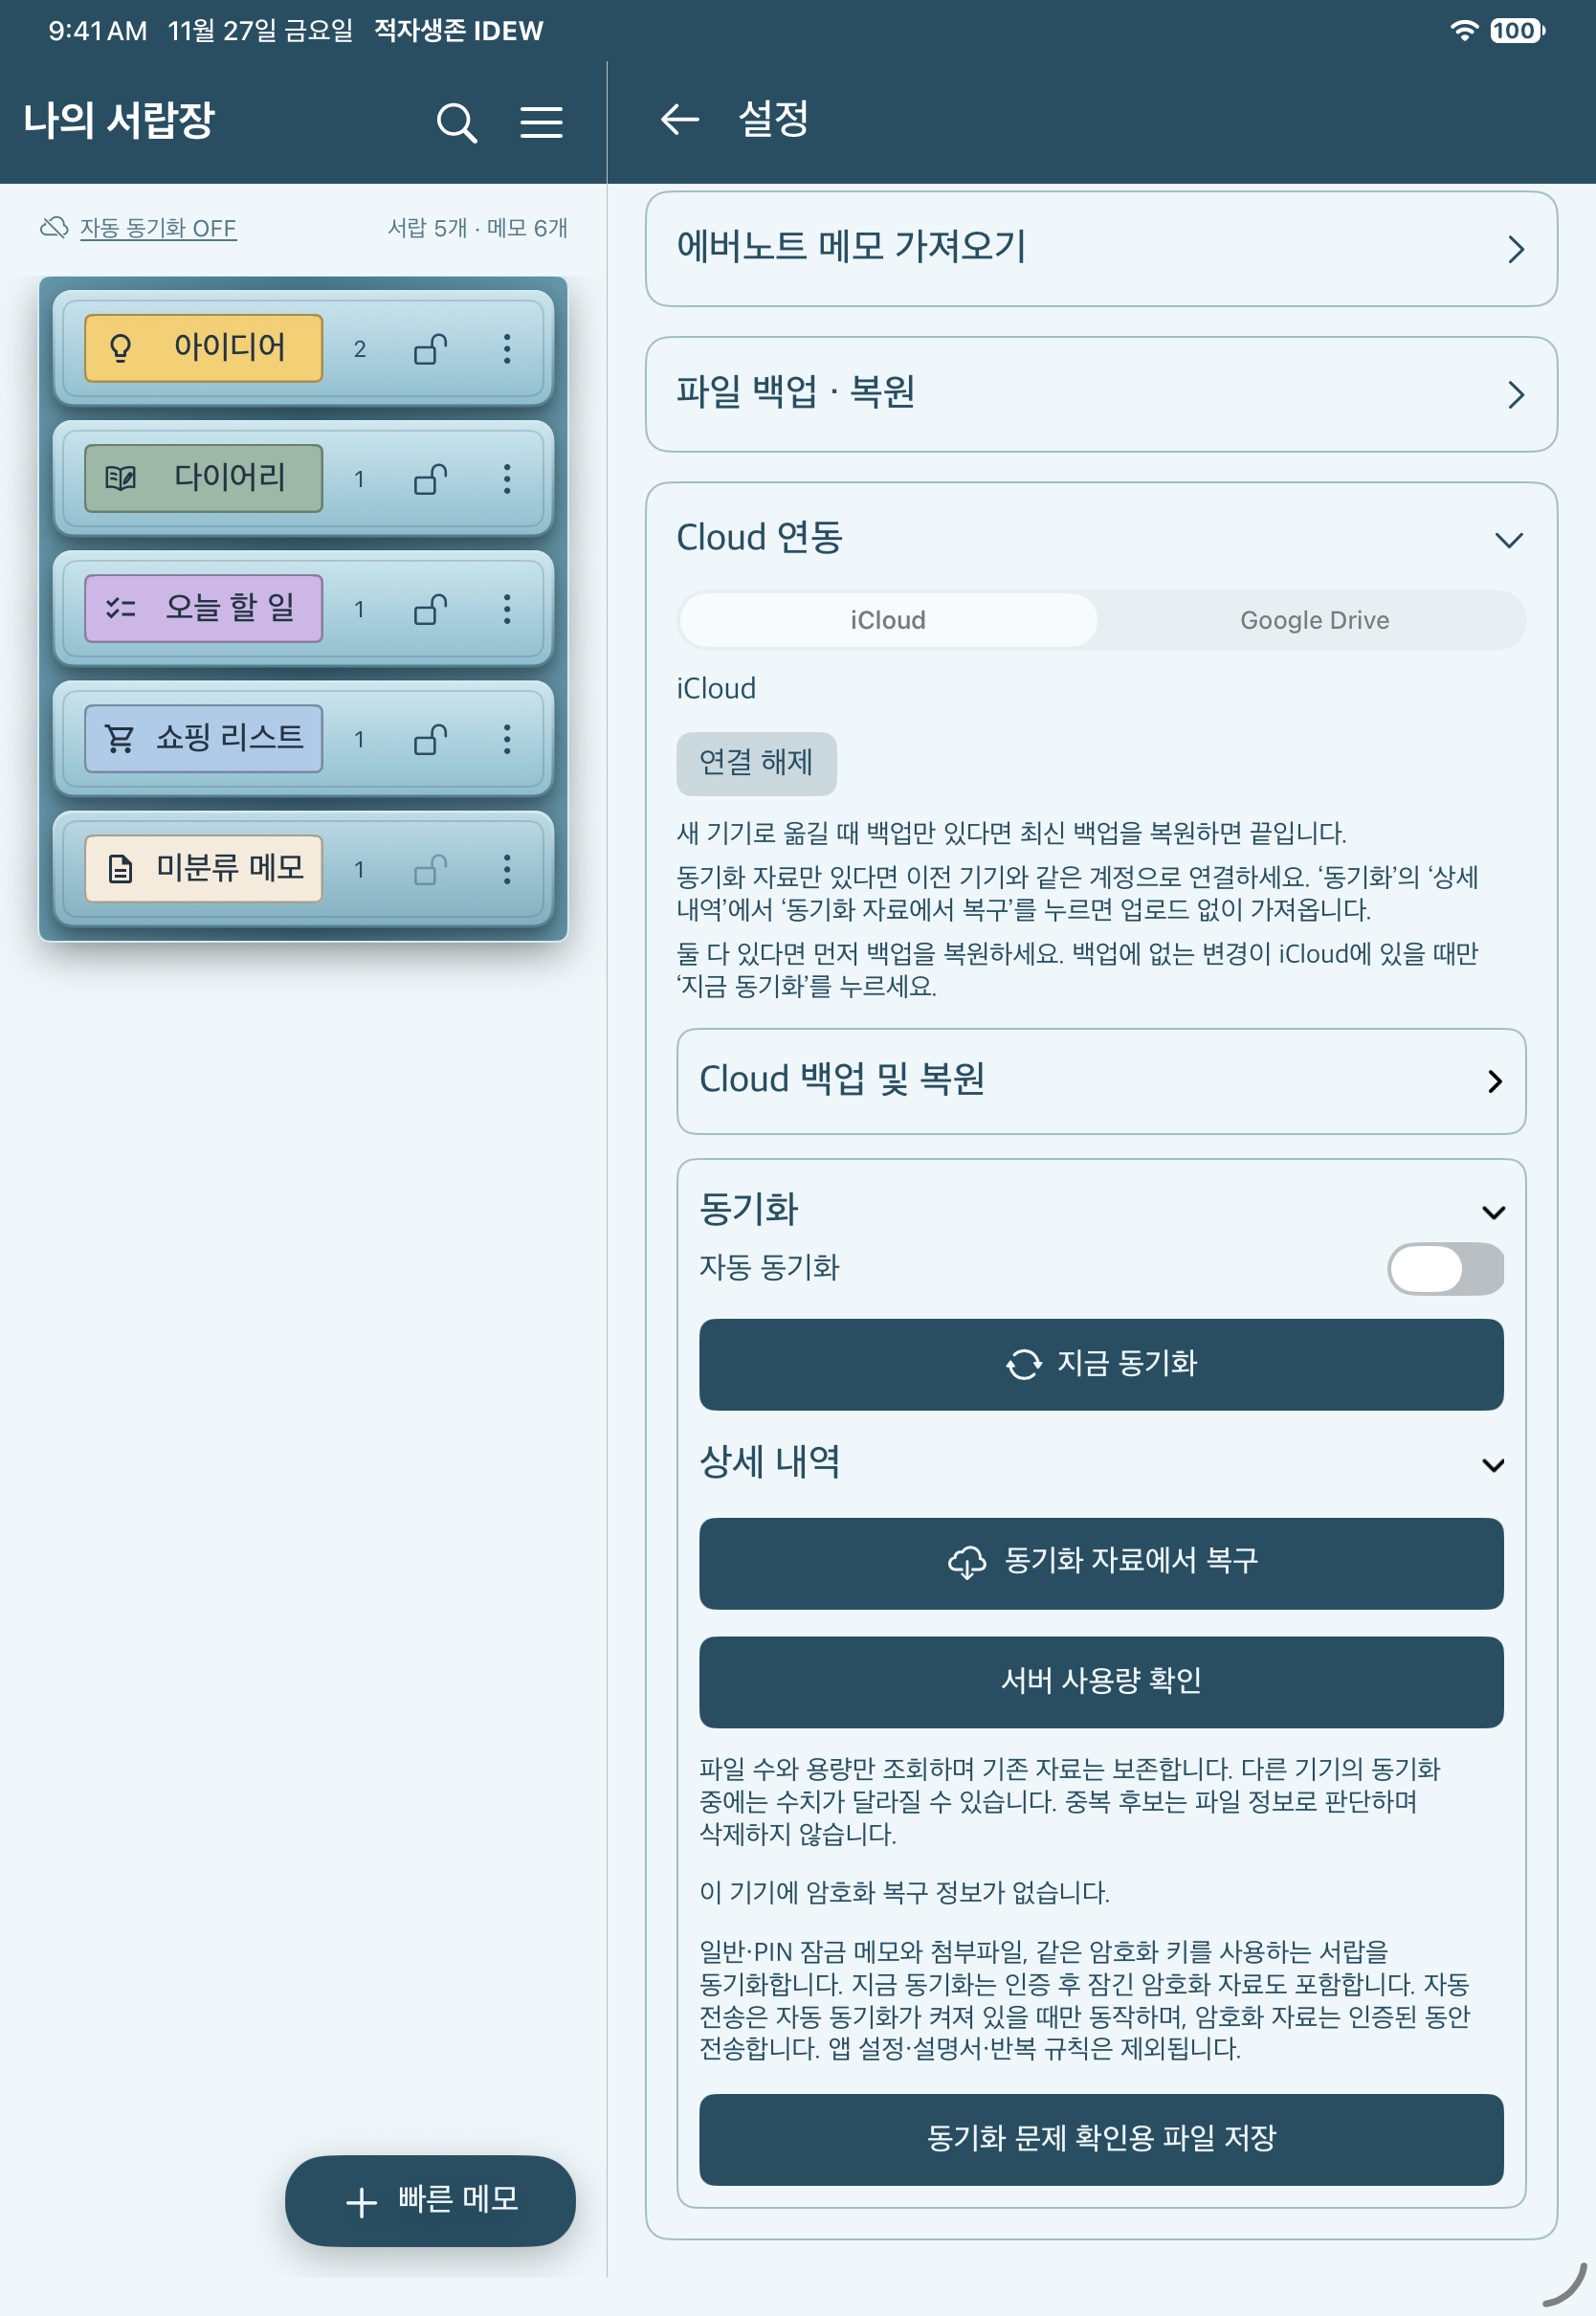 9:41 AM 11월 27일 금요일 적자생존 IDEW
100
나의 서랍장
자동 동기화 OFF
서랍 5개 · 메모 6개
아이디어 2
다이어리 1
오늘 할 일 1
쇼핑 리스트 1
미분류 메모 1
빠른 메모
설정
에버노트 메모 가져오기
파일 백업 · 복원
Cloud 연동
iCloud
Google Drive
iCloud
연결 해제
새 기기로 옮길 때 백업만 있다면 최신 백업을 복원하면 끝입니다.
동기화 자료만 있다면 이전 기기와 같은 계정으로 연결하세요. ‘동기화’의 ‘상세
내역’에서 ‘동기화 자료에서 복구’를 누르면 업로드 없이 가져옵니다.
둘 다 있다면 먼저 백업을 복원하세요. 백업에 없는 변경이 iCloud에 있을 때만
‘지금 동기화’를 누르세요.
Cloud 백업 및 복원
동기화
자동 동기화
지금 동기화
상세 내역
동기화 자료에서 복구
서버 사용량 확인
파일 수와 용량만 조회하며 기존 자료는 보존합니다. 다른 기기의 동기화
중에는 수치가 달라질 수 있습니다. 중복 후보는 파일 정보로 판단하며
삭제하지 않습니다.
이 기기에 암호화 복구 정보가 없습니다.
일반·PIN 잠금 메모와 첨부파일, 같은 암호화 키를 사용하는 서랍을
동기화합니다. 지금 동기화는 인증 후 잠긴 암호화 자료도 포함합니다. 자동
전송은 자동 동기화가 켜져 있을 때만 동작하며, 암호화 자료는 인증된 동안
전송합니다. 앱 설정·설명서·반복 규칙은 제외됩니다.
동기화 문제 확인용 파일 저장